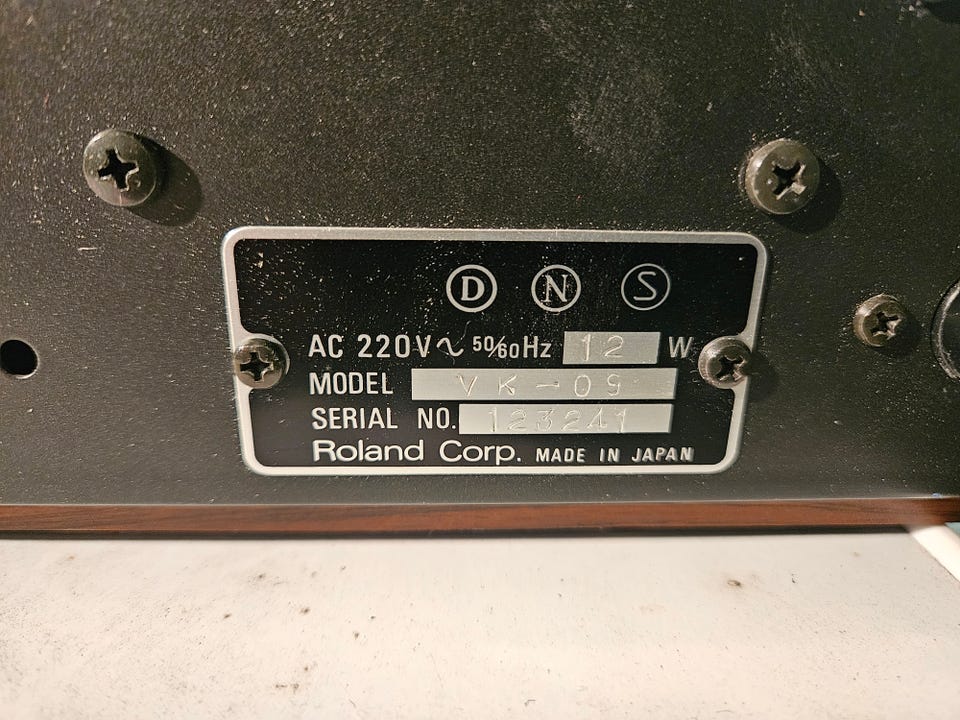 D N S
AC 220V~ 50/60Hz 12 W
MODEL VK-09
SERIAL NO. 123241
Roland Corp. MADE IN JAPAN